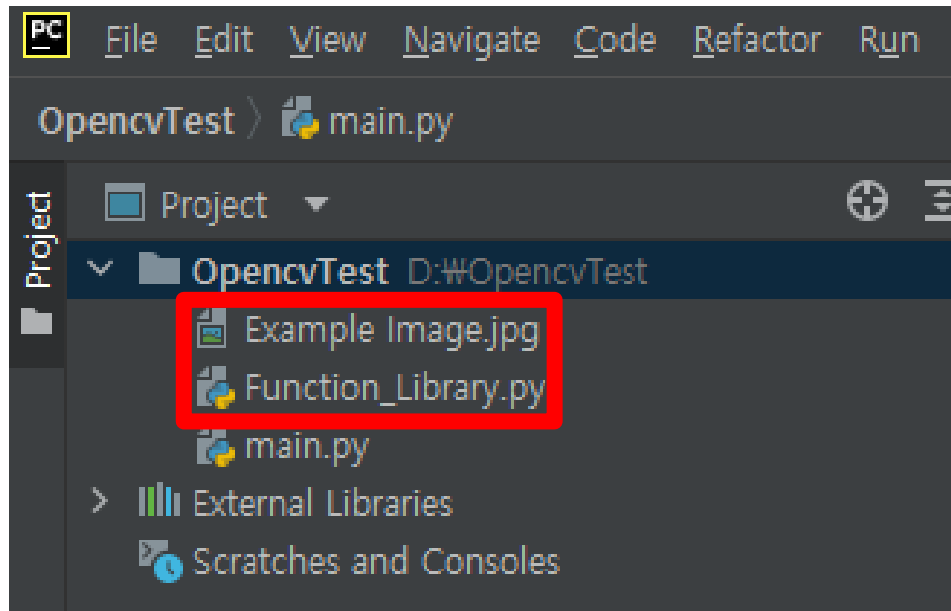 PC File Edit View Navigate Code Refactor Run
OpencvTest main.py
Project
Project
OpencvTest D:₩OpencvTest
Example Image.jpg
Function_Library.py
main.py
External Libraries
Scratches and Consoles